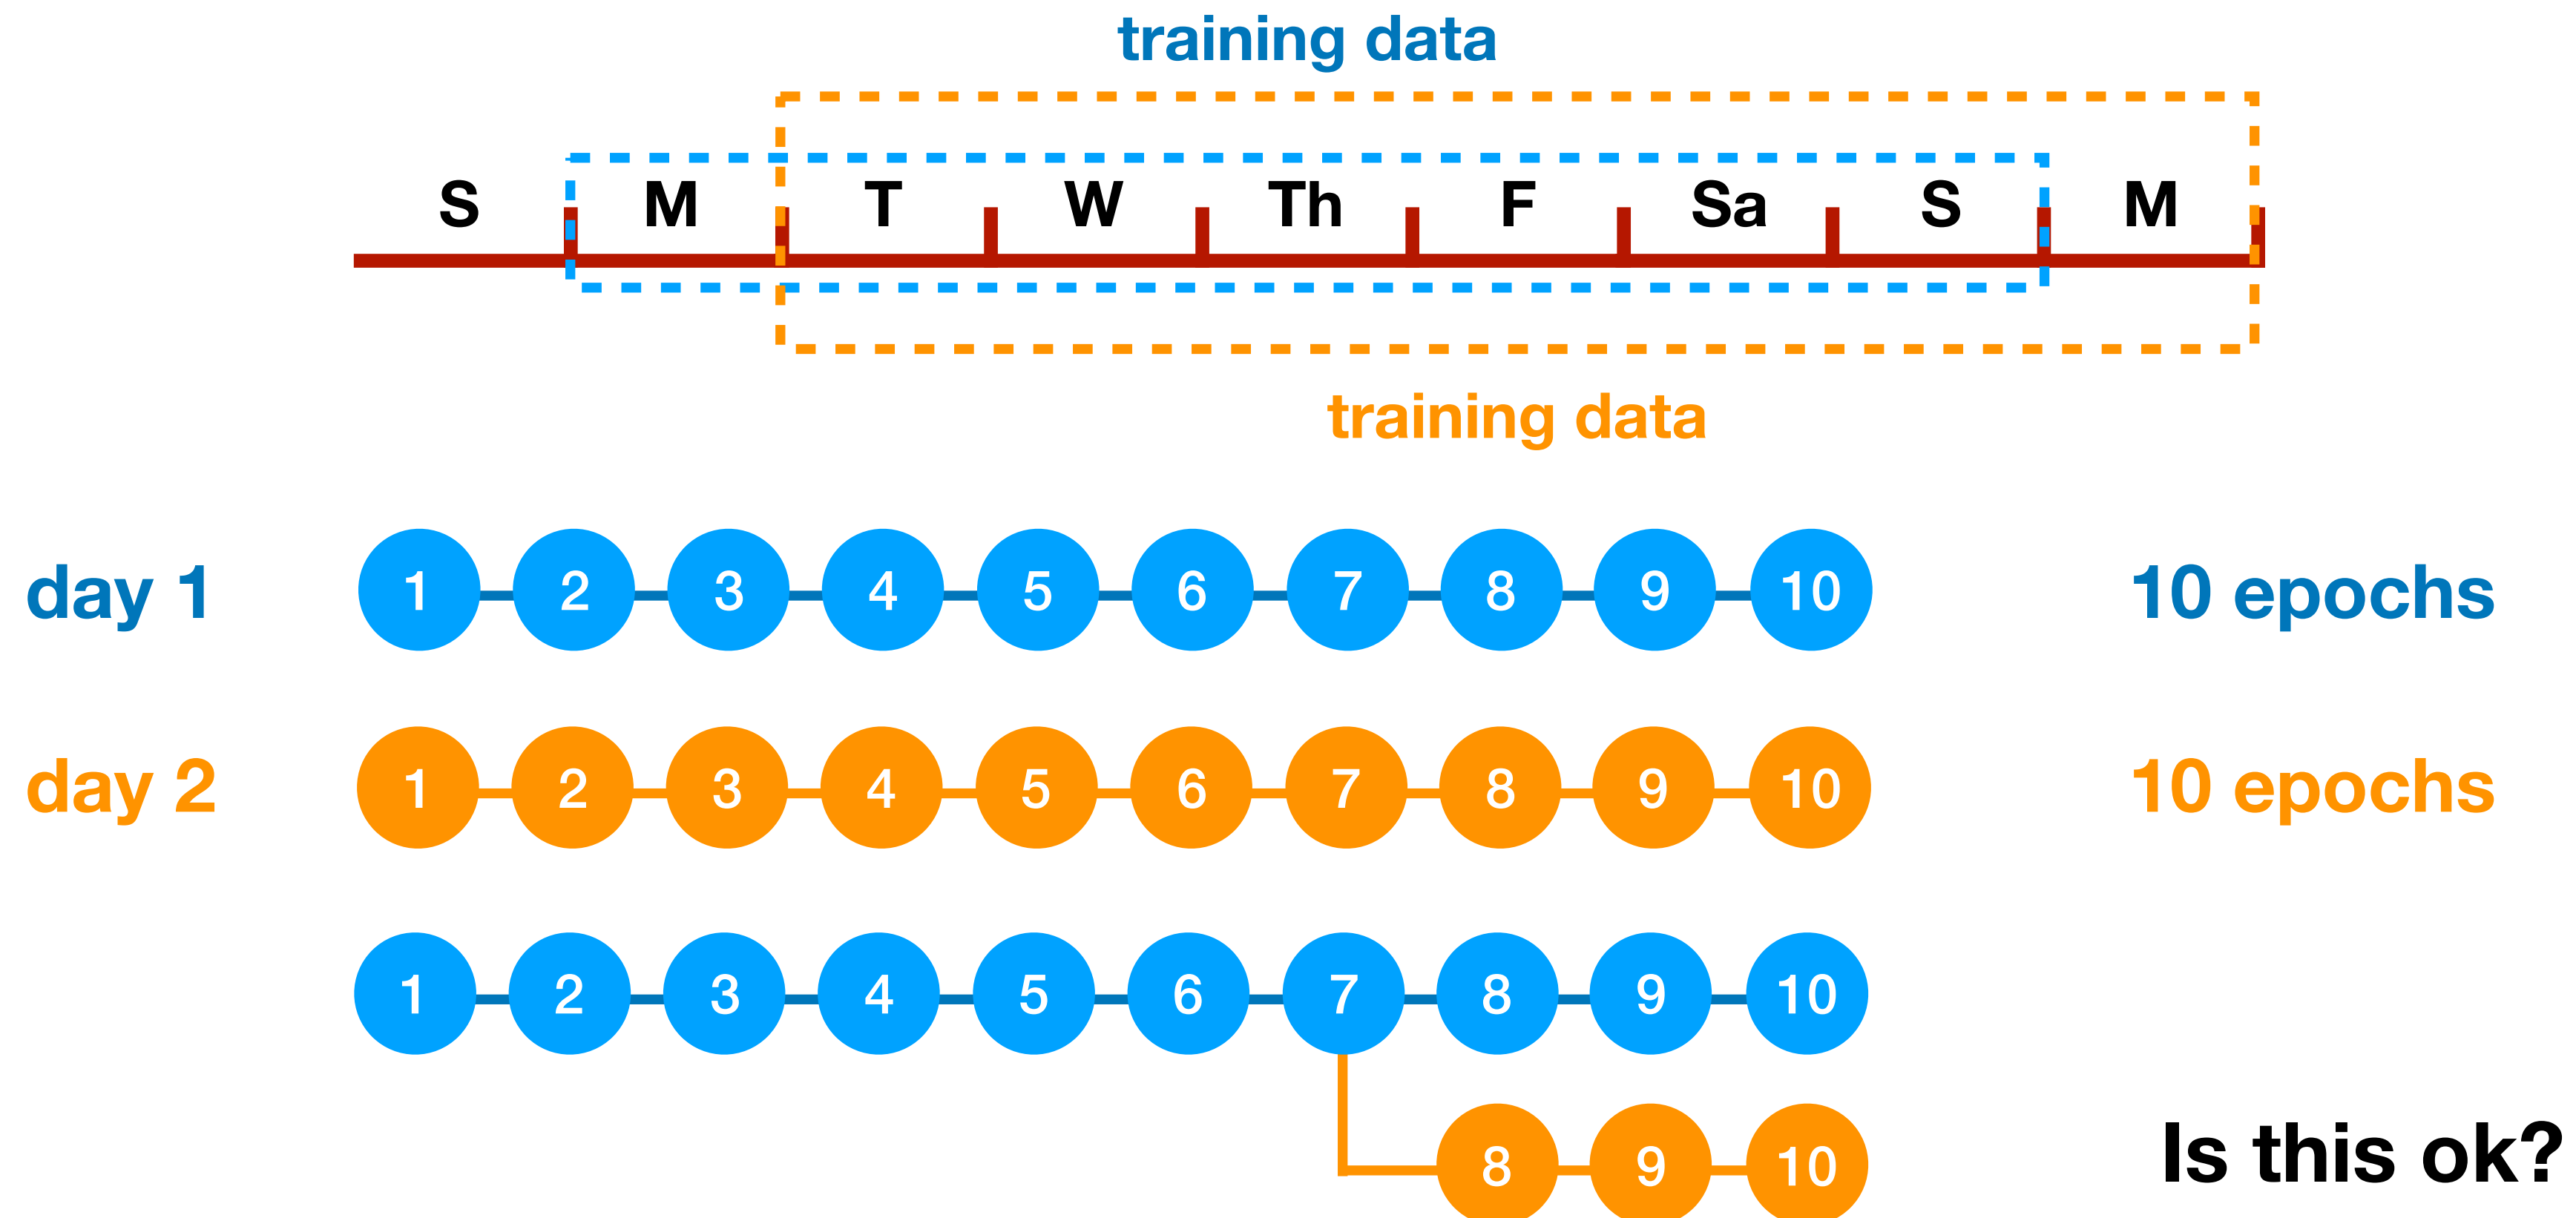 training data
S M T W Th F Sa S M
training data
day 1 1 2 3 4 5 6 7 8 9 10 10 epochs
day 2 1 2 3 4 5 6 7 8 9 10 10 epochs
1 2 3 4 5 6 7 8 9 10
8 9 10 Is this ok?